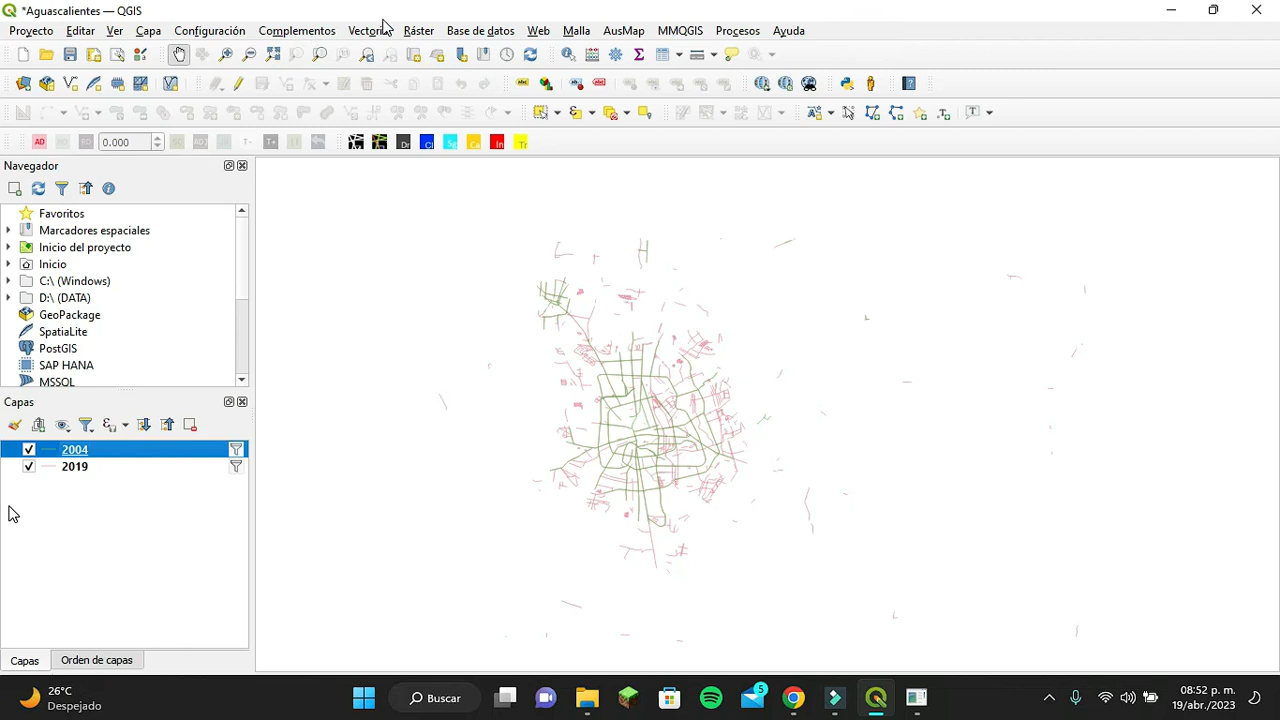 *Aguascalientes — QGIS
Proyecto Editar Ver Capa Configuración Complementos Vectorial Ráster Base de datos Web Malla AusMap MMQGIS Procesos Ayuda
0.000
Navegador
Favoritos
Marcadores espaciales
Inicio del proyecto
Inicio
C:\ (Windows)
D:\ (DATA)
GeoPackage
SpatiaLite
PostGIS
SAP HANA
MSSQL
Capas
2004
2019
Capas Orden de capas
26°C
Despejado
Buscar
5
08:52 p. m.
19/abr./2023